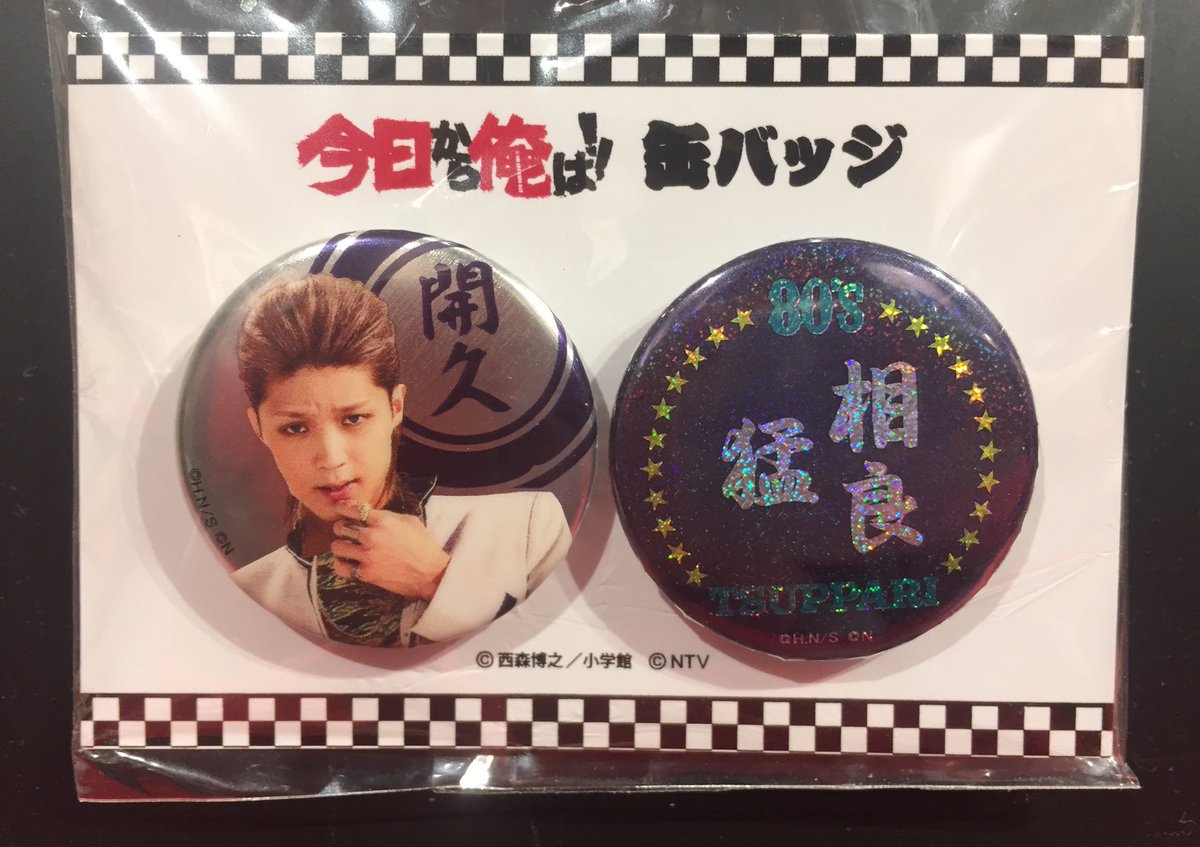 今日から俺は!! 缶バッジ
開久
©H.N/S ©N
80's
相良
猛
TSUPPARI
©H.N/S ©N
©西森博之／小学館 ©NTV